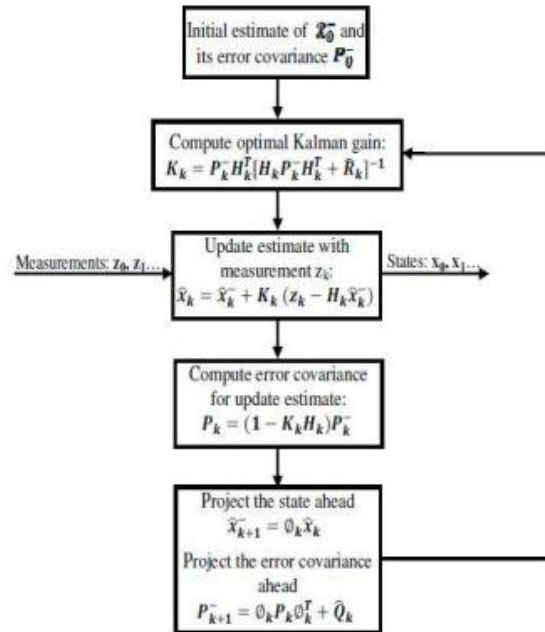 Initial estimate of x̂₀⁻ and
its error covariance P₀⁻
Compute optimal Kalman gain:
Kₖ = Pₖ⁻Hₖᵀ[HₖPₖ⁻Hₖᵀ + R̂ₖ]⁻¹
Measurements: z₀, z₁...
Update estimate with
measurement zₖ:
x̂ₖ = x̂ₖ⁻ + Kₖ (zₖ − Hₖx̂ₖ⁻)
States: x₀, x₁...
Compute error covariance
for update estimate:
Pₖ = (1 − KₖHₖ)Pₖ⁻
Project the state ahead
x̂ₖ₊₁⁻ = ∅ₖx̂ₖ
Project the error covariance
ahead
Pₖ₊₁⁻ = ∅ₖPₖ∅ₖᵀ + Q̂ₖ